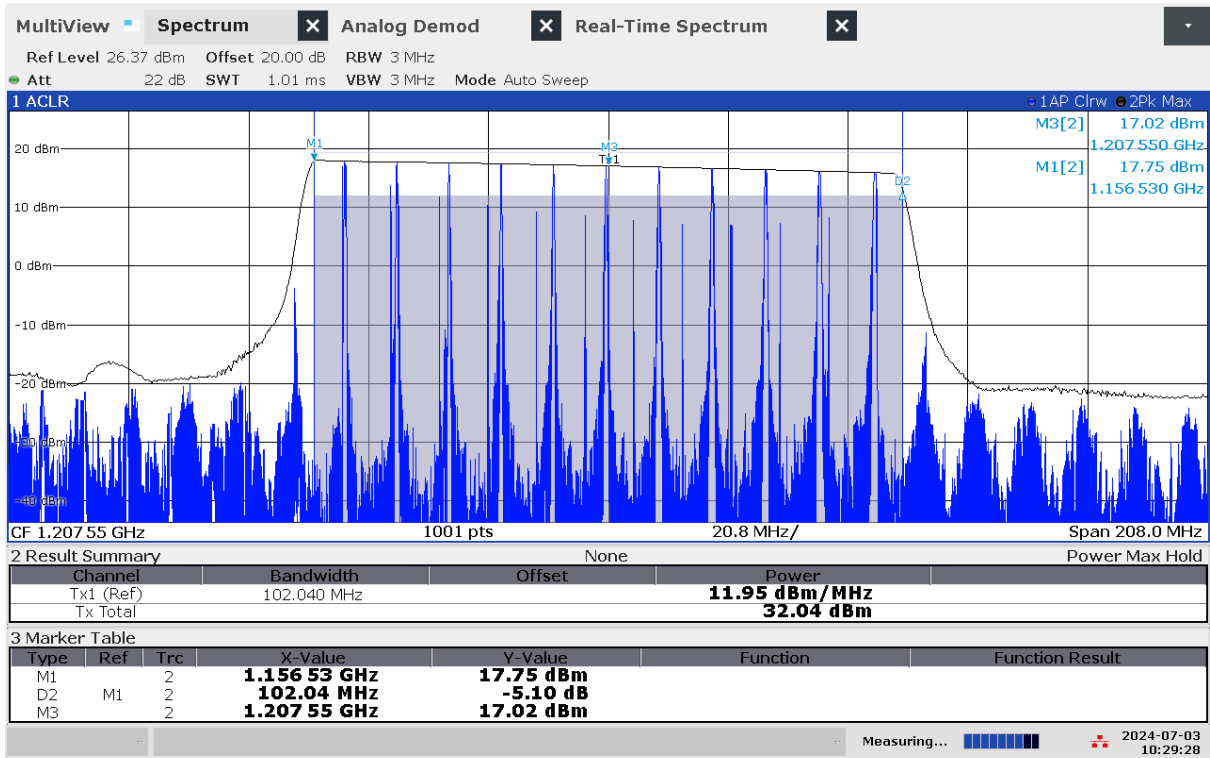 MultiView Spectrum X Analog Demod X Real-Time Spectrum X
Ref Level 26.37 dBm Offset 20.00 dB RBW 3 MHz
Att 22 dB SWT 1.01 ms VBW 3 MHz Mode Auto Sweep
1 ACLR 1AP Clrw 2Pk Max
M3[2] 17.02 dBm
1.207 550 GHz
M1[2] 17.75 dBm
1.156 530 GHz
M1
M3
Tx1
D2
20 dBm
10 dBm
0 dBm
-10 dBm
-20 dBm
-30 dBm
-40 dBm
CF 1.207 55 GHz 1001 pts 20.8 MHz/ Span 208.0 MHz
2 Result Summary None Power Max Hold
Channel Bandwidth Offset Power
Tx1 (Ref) 102.040 MHz 11.95 dBm/MHz
Tx Total 32.04 dBm
3 Marker Table
Type Ref Trc X-Value Y-Value Function Function Result
M1 2 1.156 53 GHz 17.75 dBm
D2 M1 2 102.04 MHz -5.10 dB
M3 2 1.207 55 GHz 17.02 dBm
Measuring... 2024-07-03
10:29:28